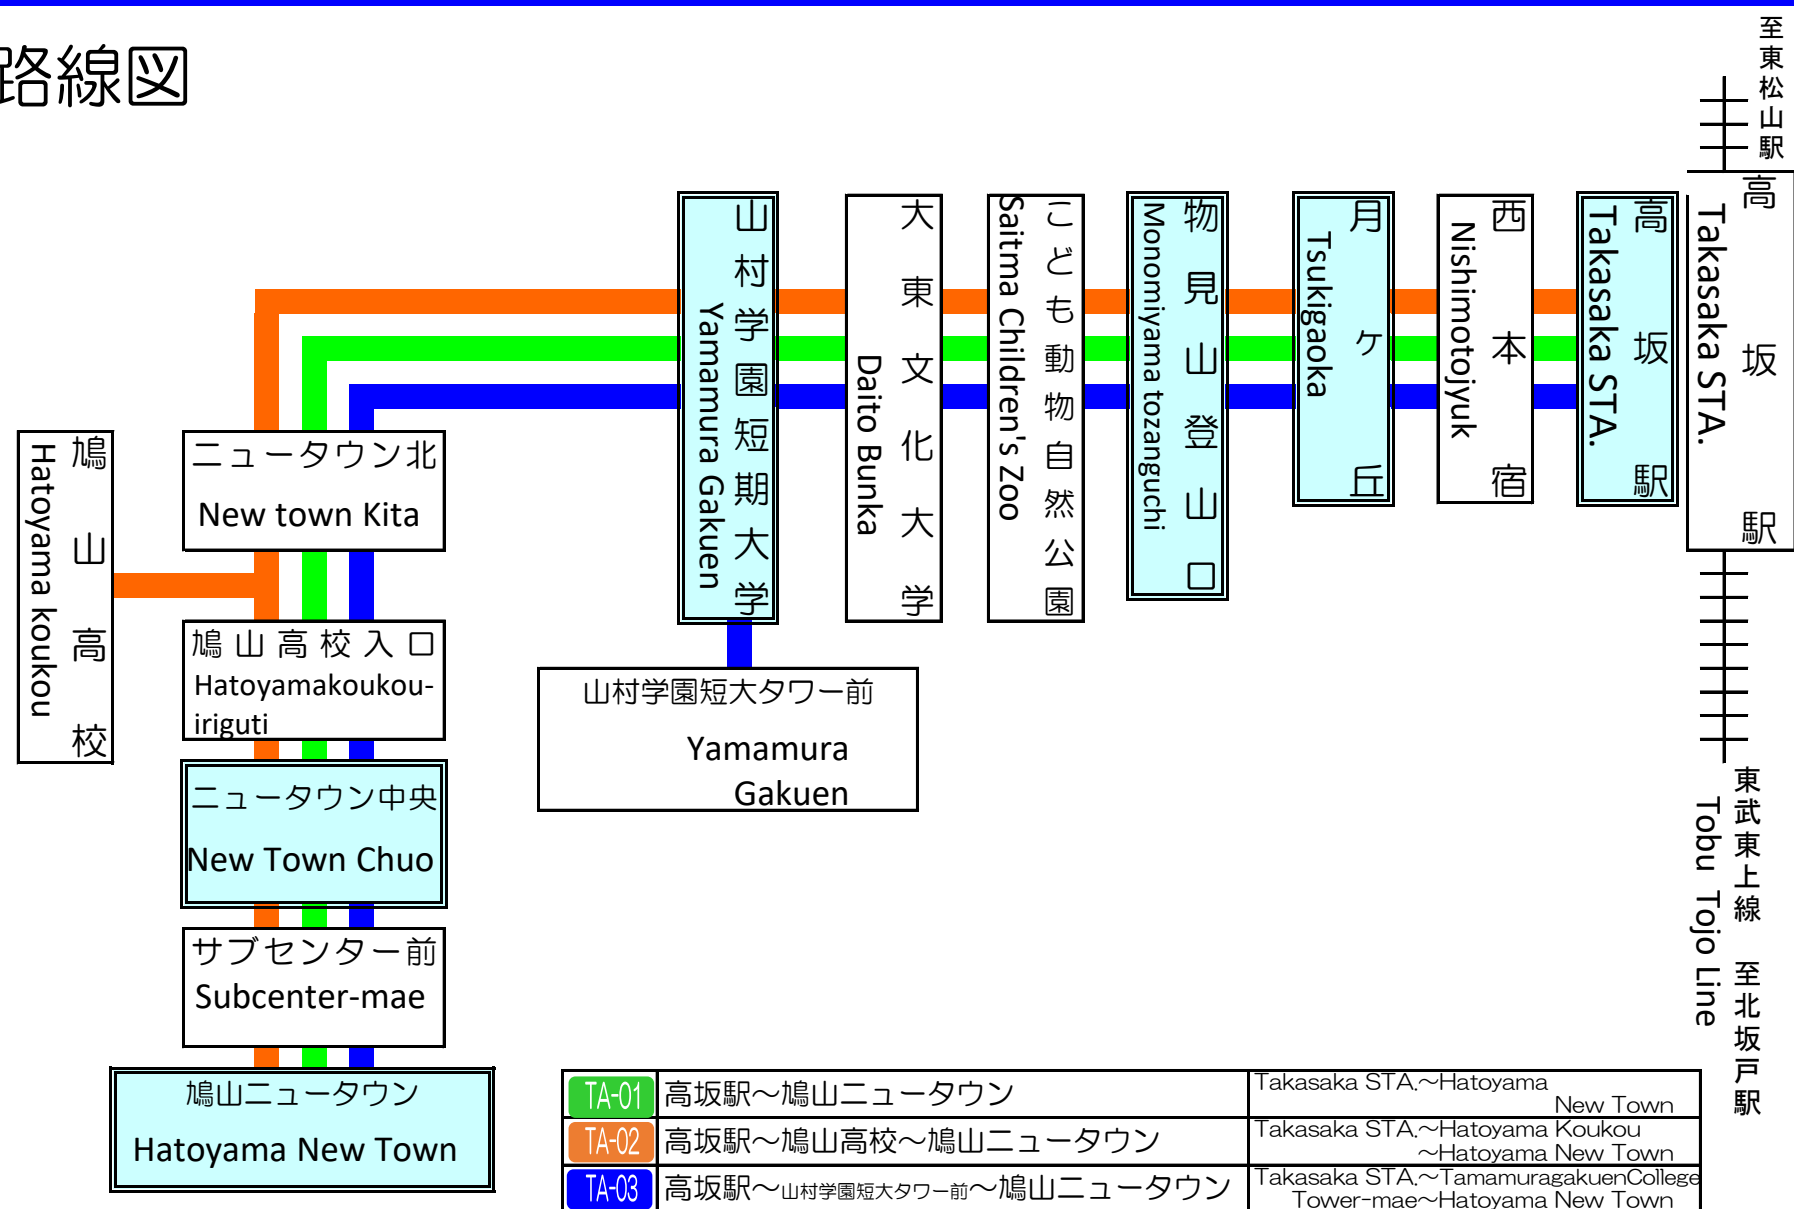 路線図
至東松山駅
高坂駅
Takasaka STA.
高坂駅
Takasaka STA.
西本宿
Nishimotojyuk
月ヶ丘
Tsukigaoka
物見山登山口
Monomiyama tozanguchi
こども動物自然公園
Saitma Children's Zoo
大東文化大学
Daito Bunka
山村学園短期大学
Yamamura Gakuen
山村学園短大タワー前
Yamamura
Gakuen
ニュータウン北
New town Kita
鳩山高校
Hatoyama koukou
鳩山高校入口
Hatoyamakoukou-
iriguti
ニュータウン中央
New Town Chuo
サブセンター前
Subcenter-mae
鳩山ニュータウン
Hatoyama New Town
東武東上線 至北坂戸駅
Tobu Tojo Line
TA-01 高坂駅～鳩山ニュータウン Takasaka STA.～Hatoyama
New Town
TA-02 高坂駅～鳩山高校～鳩山ニュータウン Takasaka STA.～Hatoyama Koukou
～Hatoyama New Town
TA-03 高坂駅～山村学園短大タワー前～鳩山ニュータウン Takasaka STA.～TamamuragakuenCollege
Tower-mae～Hatoyama New Town